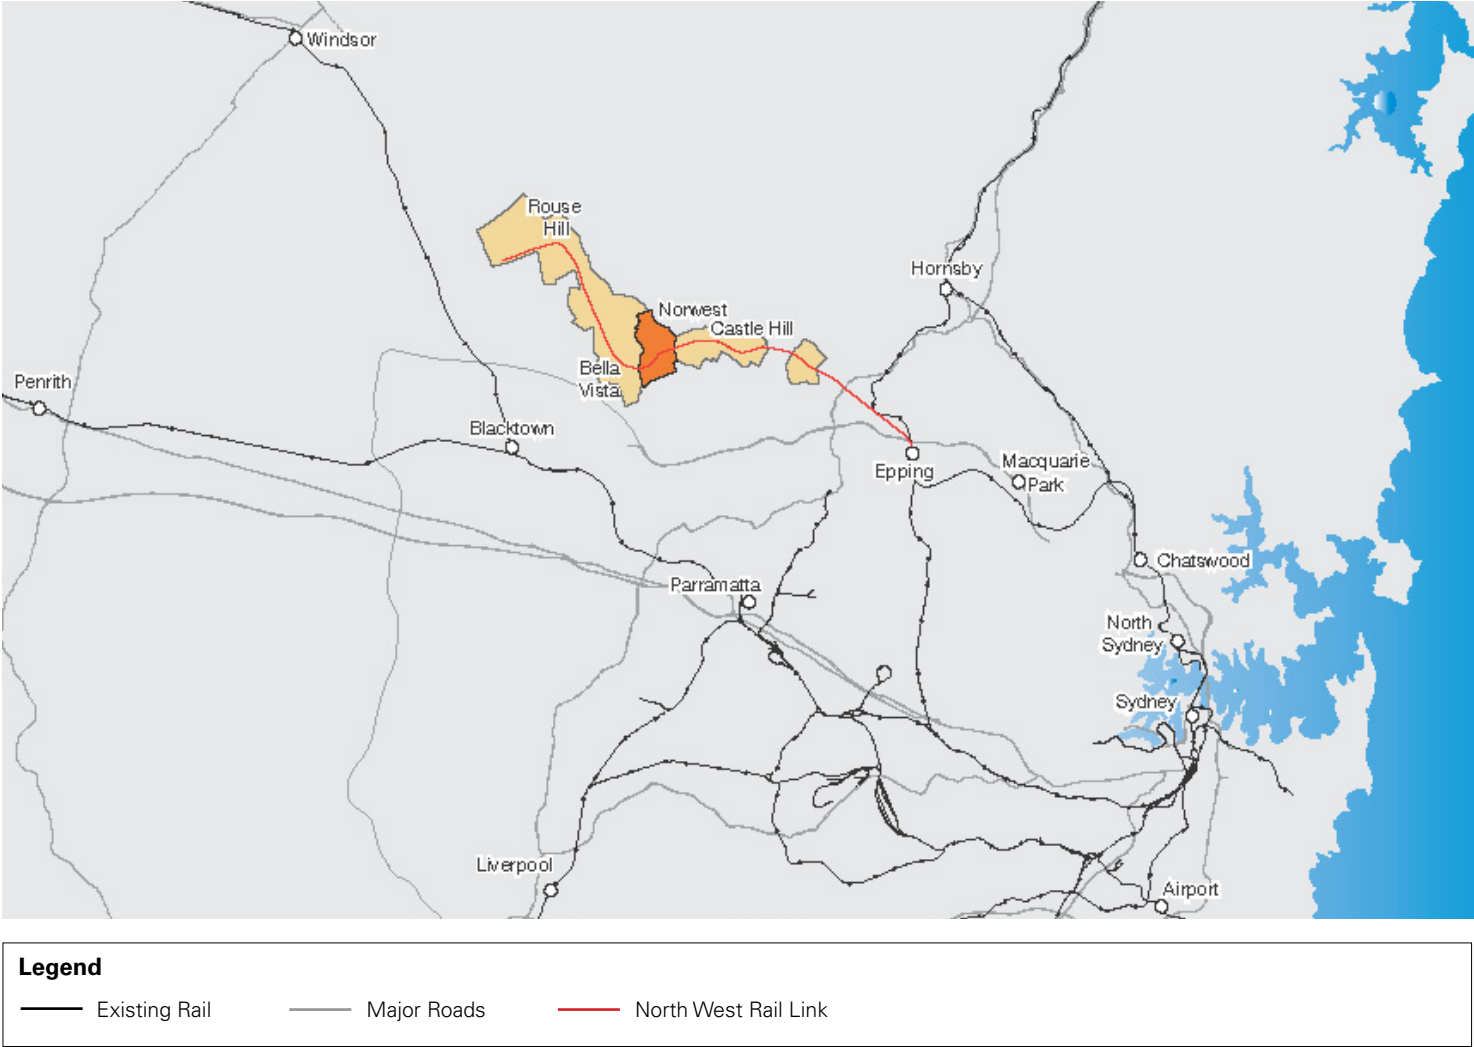 Windsor
Rouse
Hill
Hornsby
Norwest
Castle Hill
Bella
Vista
Penrith
Blacktown
Epping
Macquarie
Park
Chatswood
Parramatta
North
Sydney
Sydney
Liverpool
Airport
Legend
Existing Rail
Major Roads
North West Rail Link